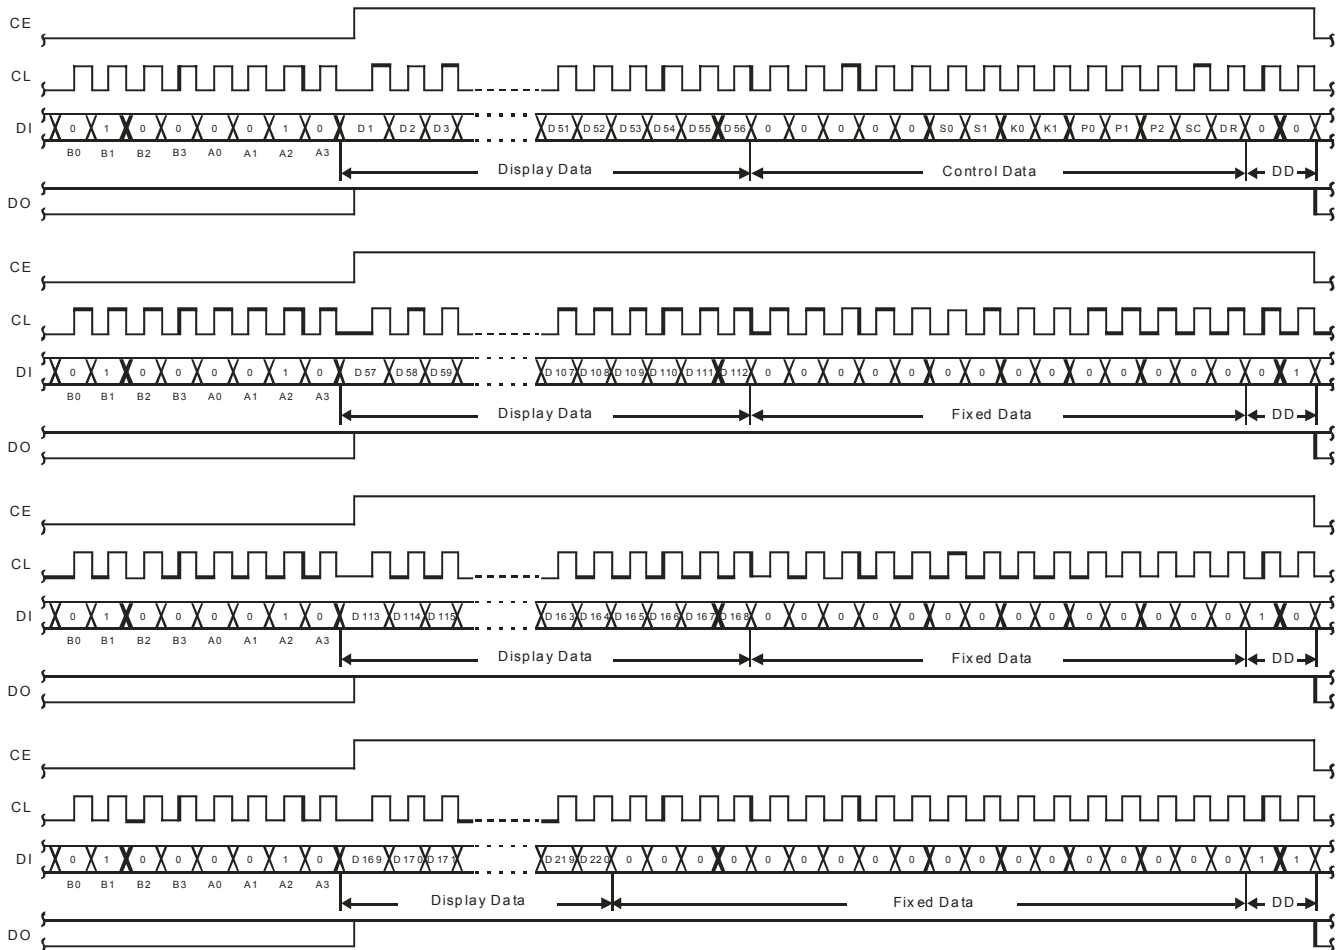 CE
CL
DI 0 1 0 0 0 0 1 0 D1 D2 D3 D51 D52 D53 D54 D55 D56 0 0 0 0 0 S0 S1 K0 K1 P0 P1 P2 SC DR 0 0
B0 B1 B2 B3 A0 A1 A2 A3
Display Data Control Data DD
DO
CE
CL
DI 0 1 0 0 0 0 1 0 D57 D58 D59 D107 D108 D109 D110 D111 D112 0 0 0 0 0 0 0 0 0 0 0 0 0 0 0 1
B0 B1 B2 B3 A0 A1 A2 A3
Display Data Fixed Data DD
DO
CE
CL
DI 0 1 0 0 0 0 1 0 D113 D114 D115 D163 D164 D165 D166 D167 D168 0 0 0 0 0 0 0 0 0 0 0 0 0 0 1 0
B0 B1 B2 B3 A0 A1 A2 A3
Display Data Fixed Data DD
DO
CE
CL
DI 0 1 0 0 0 0 1 0 D169 D170 D171 D219 D220 0 0 0 0 0 0 0 0 0 0 0 0 0 0 0 0 0 0 1 1
B0 B1 B2 B3 A0 A1 A2 A3
Display Data Fixed Data DD
DO